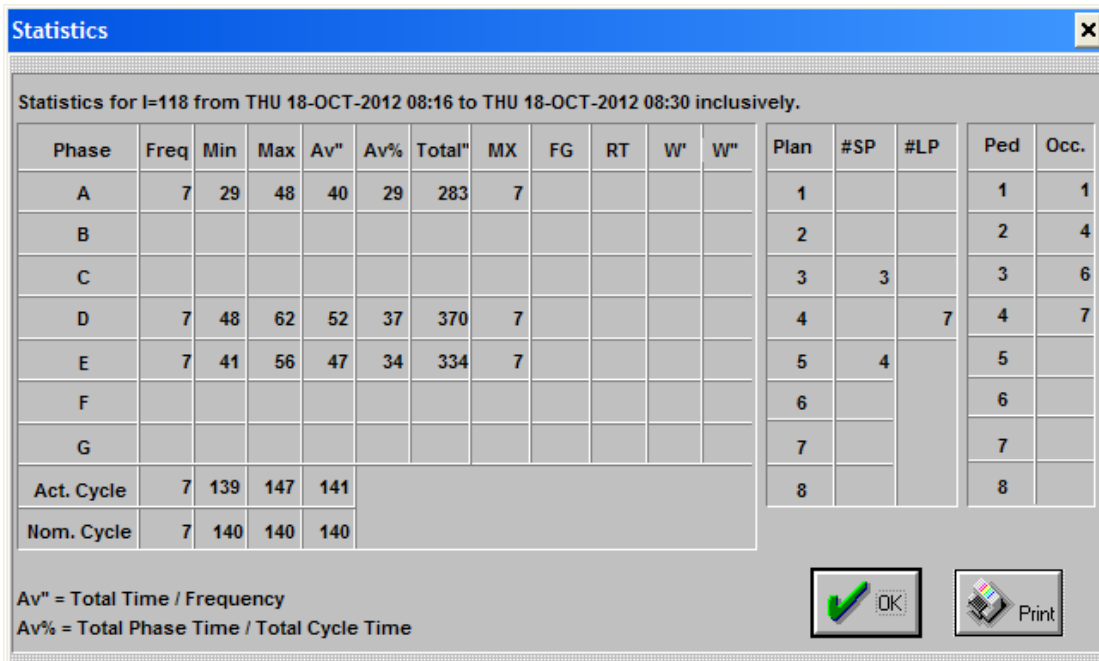 Statistics
Statistics for I=118 from THU 18-OCT-2012 08:16 to THU 18-OCT-2012 08:30 inclusively.
Phase Freq Min Max Av" Av% Total" MX FG RT W' W" Plan #SP #LP Ped Occ.
A 7 29 48 40 29 283 7 1 1 1
B 2 2 4
C 3 3 3 6
D 7 48 62 52 37 370 7 4 7 4 7
E 7 41 56 47 34 334 7 5 4 5
F 6 6
G 7 7
Act. Cycle 7 139 147 141 8 8
Nom. Cycle 7 140 140 140
Av" = Total Time / Frequency
Av% = Total Phase Time / Total Cycle Time
OK Print